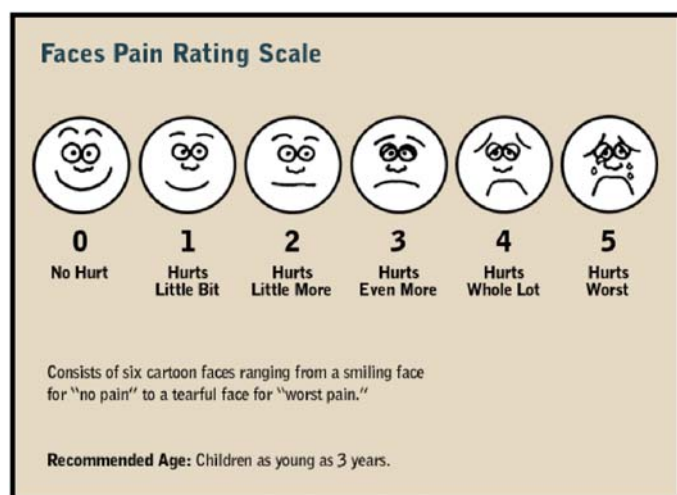 Faces Pain Rating Scale
0 1 2 3 4 5
No Hurt Hurts Hurts Hurts Hurts Hurts
Little Bit Little More Even More Whole Lot Worst
Consists of six cartoon faces ranging from a smiling face
for "no pain" to a tearful face for "worst pain."
Recommended Age: Children as young as 3 years.